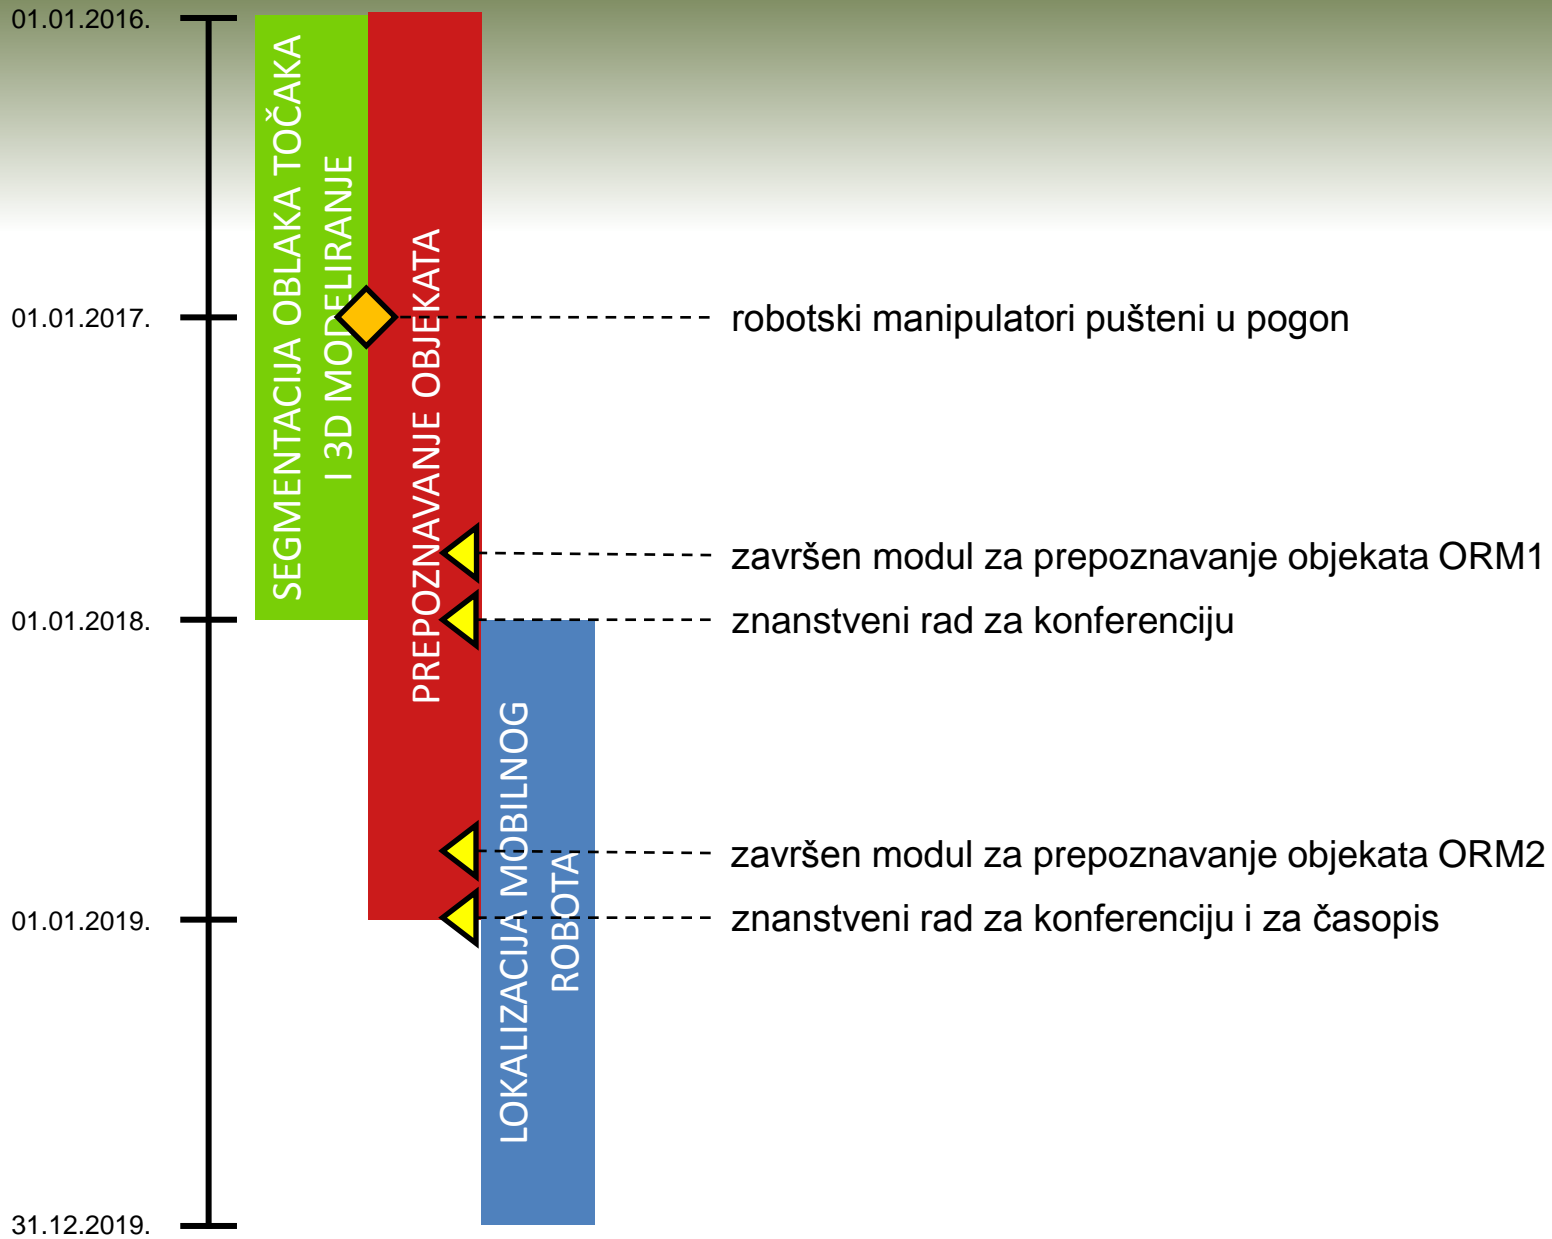 01.01.2016.
SEGMENTACIJA OBLAKA TOČAKA
I 3D MODELIRANJE
PREPOZNAVANJE OBJEKATA
01.01.2017.
robotski manipulatori pušteni u pogon
završen modul za prepoznavanje objekata ORM1
01.01.2018.
znanstveni rad za konferenciju
LOKALIZACIJA MOBILNOG
ROBOTA
završen modul za prepoznavanje objekata ORM2
01.01.2019.
znanstveni rad za konferenciju i za časopis
31.12.2019.